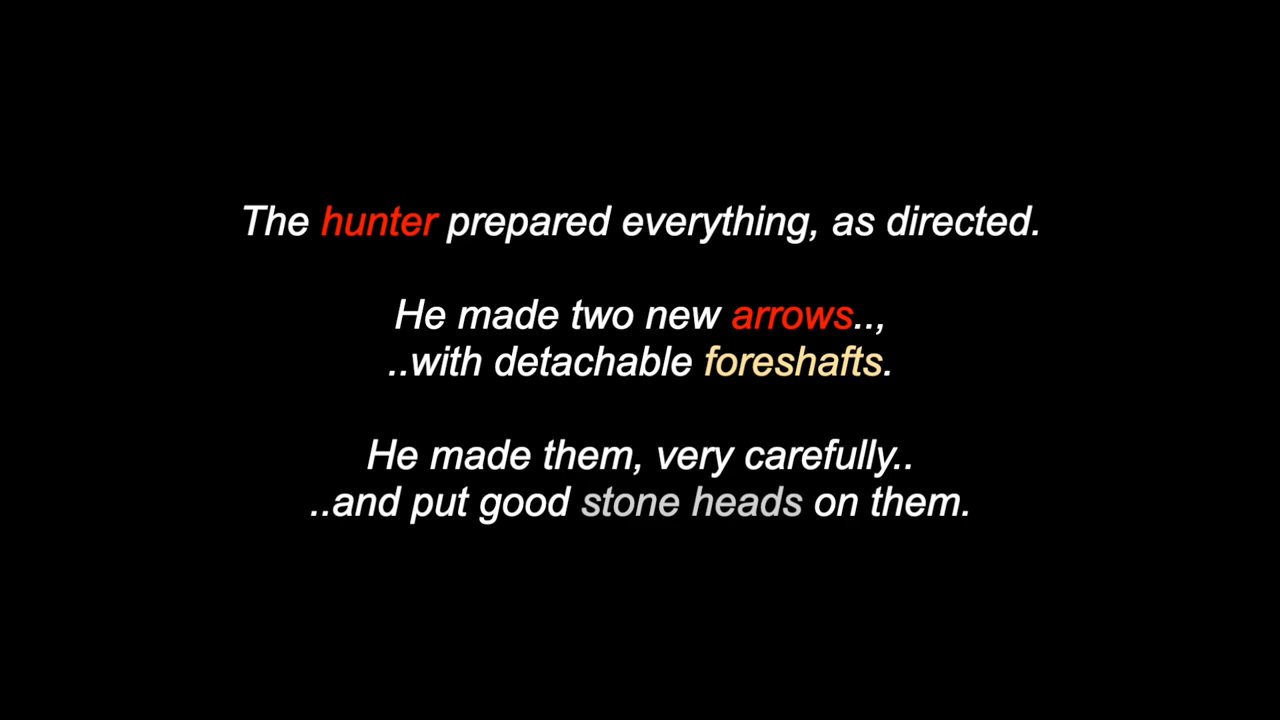 The hunter prepared everything, as directed.
He made two new arrows..,
..with detachable foreshafts.
He made them, very carefully..
..and put good stone heads on them.